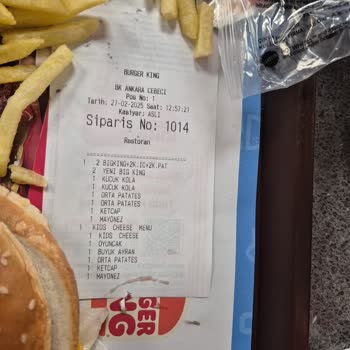 BURGER KING
BK ANKARA CEBECI
Pos No: 1
Tarih: 27-02-2025 Saat: 12:57:21
Kasiyer: ASLI
Siparis No: 1014
Restoran
1 2 BIGKING+2K.IC+2K.PAT
2 YENI BIG KING
1 KUCUK KOLA
1 KUCUK KOLA
1 ORTA PATATES
1 ORTA PATATES
1 KETCAP
1 MAYONEZ
1 KIDS CHEESE MENU
1 KIDS CHEESE
1 OYUNCAK
1 BUYUK AYRAN
1 ORTA PATATES
1 KETCAP
1 MAYONEZ